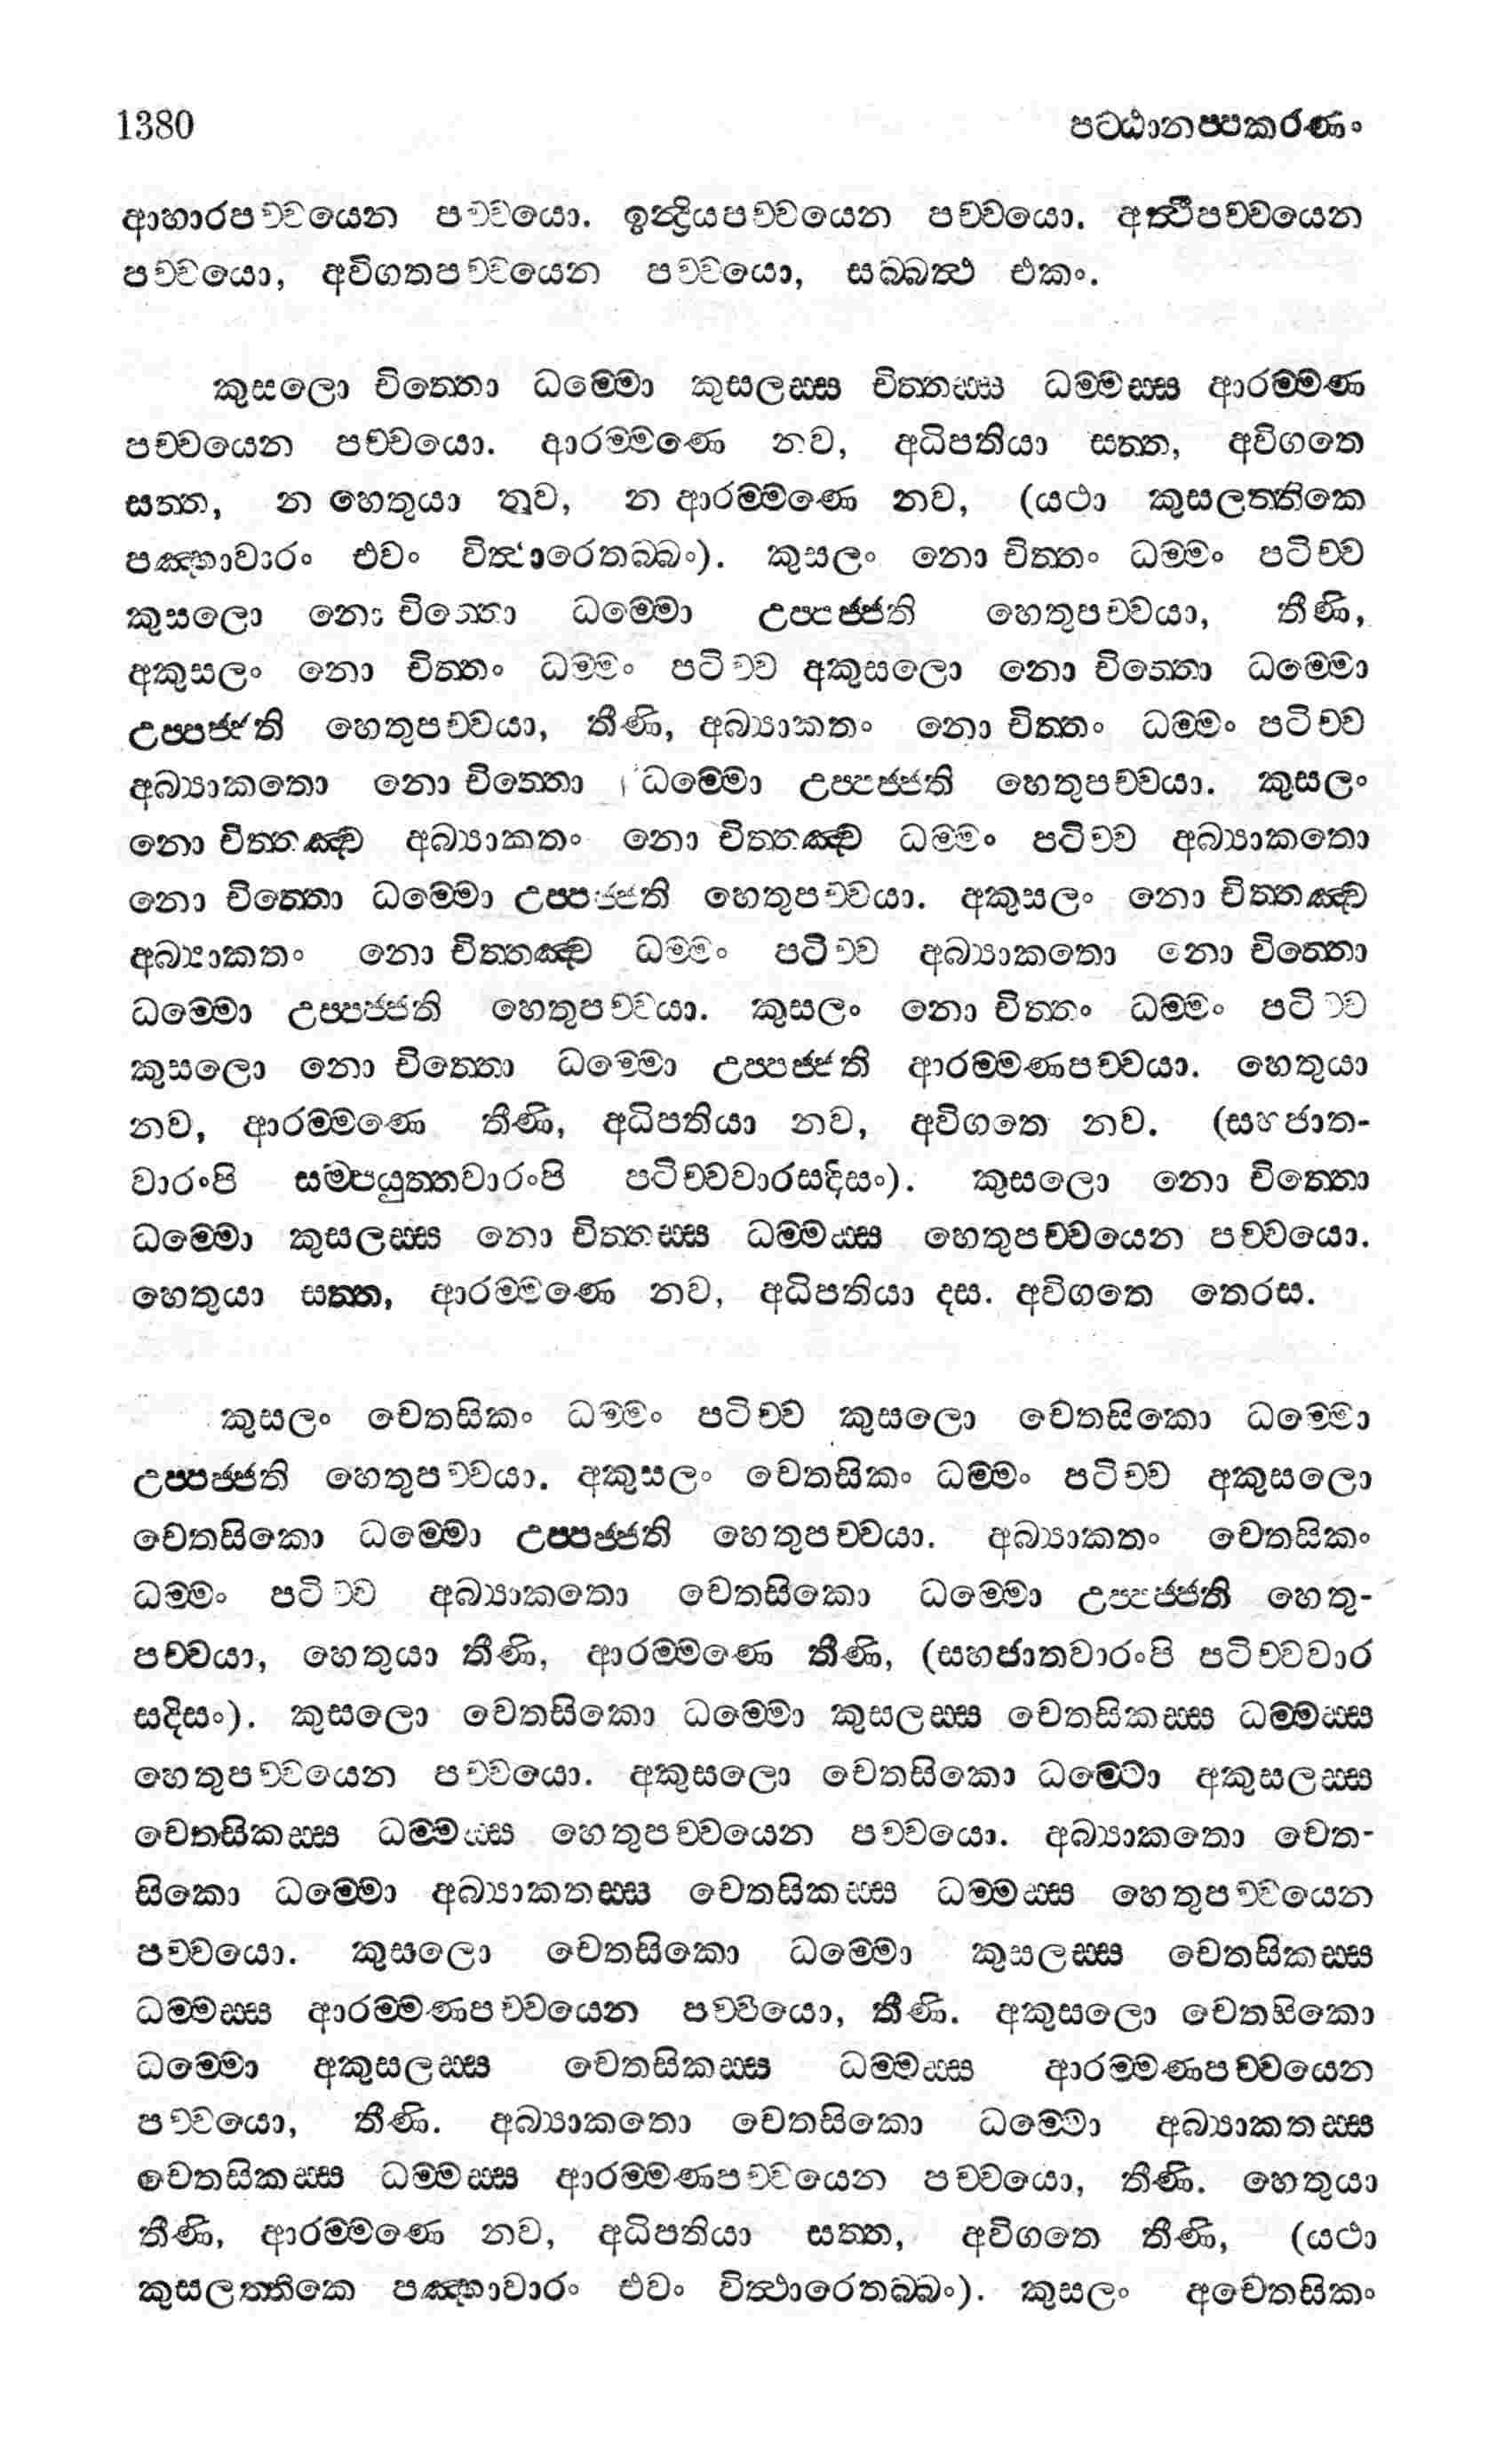 1380 පට්ඨානප්පකරණං
ආහාරපච්චයෙන පච්චයො. ඉන්ද්‍රියපච්චයෙන පච්චයො. අත්ථිපච්චයෙන
පච්චයො, අවිගතපච්චයෙන පච්චයො, සබ්බත්ථ එකං.
කුසලො චිත්තො ධම්මො කුසලස්ස චිත්තස්ස ධම්මස්ස ආරම්මණ
පච්චයෙන පච්චයො. ආරම්මණෙ නව, අධිපතියා සත්ත, අවිගතෙ
සත්ත, න හෙතුයා නව, න ආරම්මණෙ නව, (යථා කුසලත්තිකෙ
පඤ්හාවාරං එවං විත්ථාරෙතබ්බං). කුසලං නො චිත්තං ධම්මං පටිච්ච
කුසලො නො චිත්තො ධම්මො උප්පජ්ජති හෙතුපච්චයා, තීණි,
අකුසලං නො චිත්තං ධම්මං පටිච්ච අකුසලො නො චිත්තො ධම්මො
උප්පජ්ජති හෙතුපච්චයා, තීණි, අබ්‍යාකතං නො චිත්තං ධම්මං පටිච්ච
අබ්‍යාකතො නො චිත්තො ධම්මො උප්පජ්ජති හෙතුපච්චයා. කුසලං
නො චිත්තඤ්ච අබ්‍යාකතං නො චිත්තඤ්ච ධම්මං පටිච්ච අබ්‍යාකතො
නො චිත්තො ධම්මො උප්පජ්ජති හෙතුපච්චයා. අකුසලං නො චිත්තඤ්ච
අබ්‍යාකතං නො චිත්තඤ්ච ධම්මං පටිච්ච අබ්‍යාකතො නො චිත්තො
ධම්මො උප්පජ්ජති හෙතුපච්චයා. කුසලං නො චිත්තං ධම්මං පටිච්ච
කුසලො නො චිත්තො ධම්මො උප්පජ්ජති ආරම්මණපච්චයා. හෙතුයා
නව, ආරම්මණෙ තීණි, අධිපතියා නව, අවිගතෙ නව. (සහජාත-
වාරංපි සම්පයුත්තවාරංපි පටිච්චවාරසදිසං). කුසලො නො චිත්තො
ධම්මො කුසලස්ස නො චිත්තස්ස ධම්මස්ස හෙතුපච්චයෙන පච්චයො.
හෙතුයා සත්ත, ආරම්මණෙ නව, අධිපතියා දස. අවිගතෙ තෙරස.
කුසලං චෙතසිකං ධම්මං පටිච්ච කුසලො චෙතසිකො ධම්මො
උප්පජ්ජති හෙතුපච්චයා. අකුසලං චෙතසිකං ධම්මං පටිච්ච අකුසලො
චෙතසිකො ධම්මො උප්පජ්ජති හෙතුපච්චයා. අබ්‍යාකතං චෙතසිකං
ධම්මං පටිච්ච අබ්‍යාකතො චෙතසිකො ධම්මො උප්පජ්ජති හෙතු-
පච්චයා, හෙතුයා තීණි, ආරම්මණෙ තීණි, (සහජාතවාරංපි පටිච්චවාර
සදිසං). කුසලො චෙතසිකො ධම්මො කුසලස්ස චෙතසිකස්ස ධම්මස්ස
හෙතුපච්චයෙන පච්චයො. අකුසලො චෙතසිකො ධම්මො අකුසලස්ස
චෙතසිකස්ස ධම්මස්ස හෙතුපච්චයෙන පච්චයො. අබ්‍යාකතො චෙත-
සිකො ධම්මො අබ්‍යාකතස්ස චෙතසිකස්ස ධම්මස්ස හෙතුපච්චයෙන
පච්චයො. කුසලො චෙතසිකො ධම්මො කුසලස්ස චෙතසිකස්ස
ධම්මස්ස ආරම්මණපච්චයෙන පච්චයො, තීණි. අකුසලො චෙතසිකො
ධම්මො අකුසලස්ස චෙතසිකස්ස ධම්මස්ස ආරම්මණපච්චයෙන
පච්චයො, තීණි. අබ්‍යාකතො චෙතසිකො ධම්මො අබ්‍යාකතස්ස
චෙතසිකස්ස ධම්මස්ස ආරම්මණපච්චයෙන පච්චයො, තීණි. හෙතුයා
තීණි, ආරම්මණෙ නව, අධිපතියා සත්ත, අවිගතෙ තීණි, (යථා
කුසලත්තිකෙ පඤ්හාවාරං එවං විත්ථාරෙතබ්බං). කුසලං අචෙතසිකං